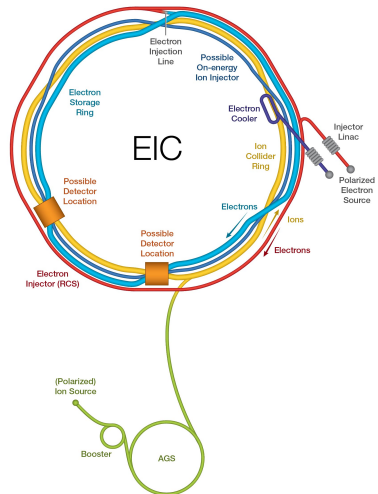 Electron
Injection
Line
Possible
On-energy
Ion Injector
Electron
Storage
Ring
Electron
Cooler
Injector
Linac
EIC
Ion
Collider
Ring
Polarized
Electron
Source
Possible
Detector
Location
Electrons
Ions
Possible
Detector
Location
Electrons
Electron
Injector (RCS)
(Polarized)
Ion Source
Booster
AGS